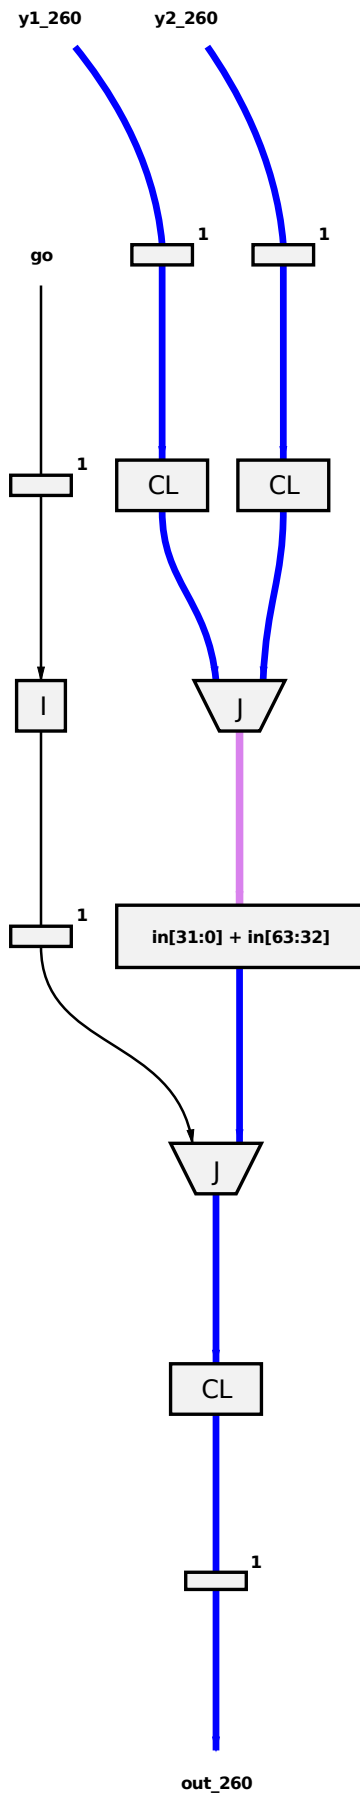 y1_260 y2_260
1 1
go
1
CL CL
I
J
1
in[31:0] + in[63:32]
J
CL
1
out_260